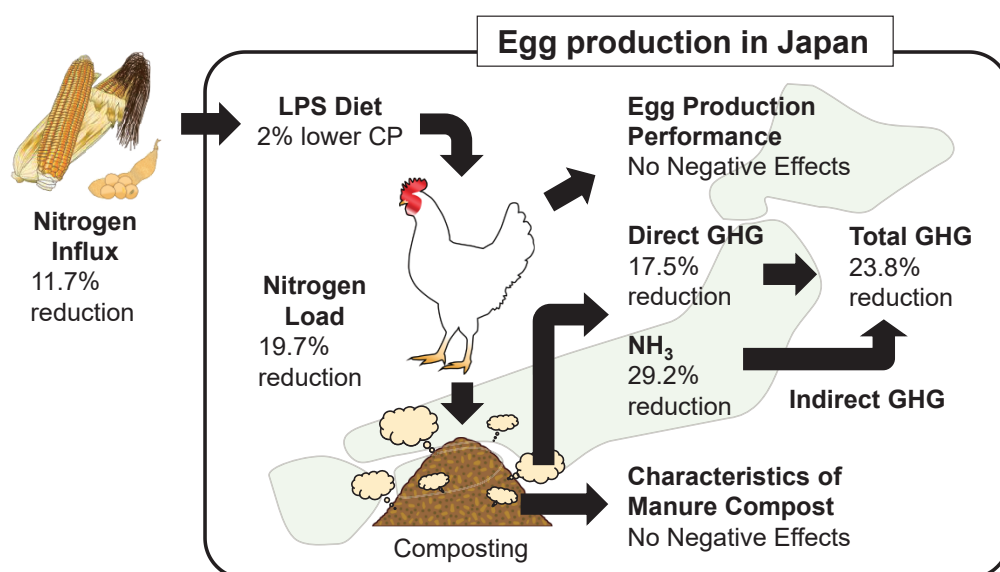 Egg production in Japan
Nitrogen
Influx
11.7%
reduction
LPS Diet
2% lower CP
Nitrogen
Load
19.7%
reduction
Egg Production
Performance
No Negative Effects
Direct GHG
17.5%
reduction
Total GHG
23.8%
reduction
NH₃
29.2%
reduction
Indirect GHG
Characteristics of
Manure Compost
No Negative Effects
Composting